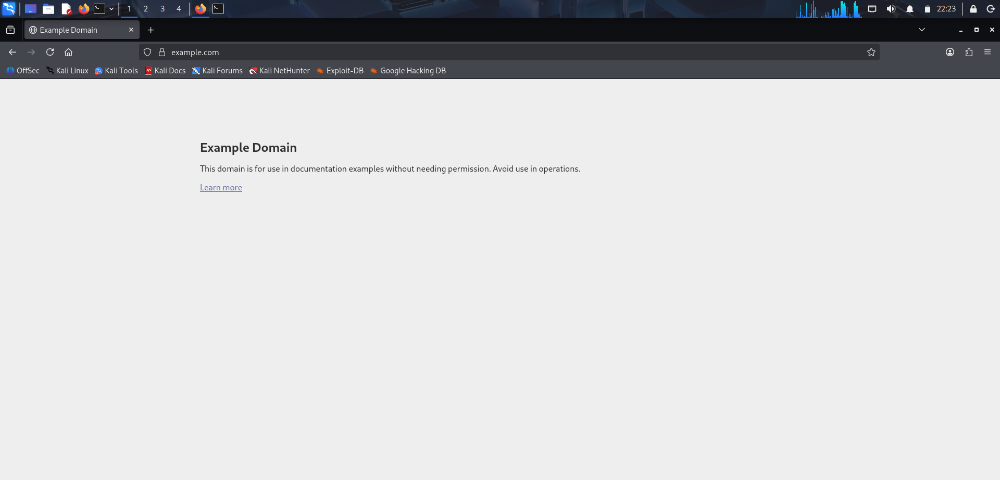 1 2 3 4 22:23
Example Domain
example.com
OffSec Kali Linux Kali Tools Kali Docs Kali Forums Kali NetHunter Exploit-DB Google Hacking DB
Example Domain
This domain is for use in documentation examples without needing permission. Avoid use in operations.
Learn more